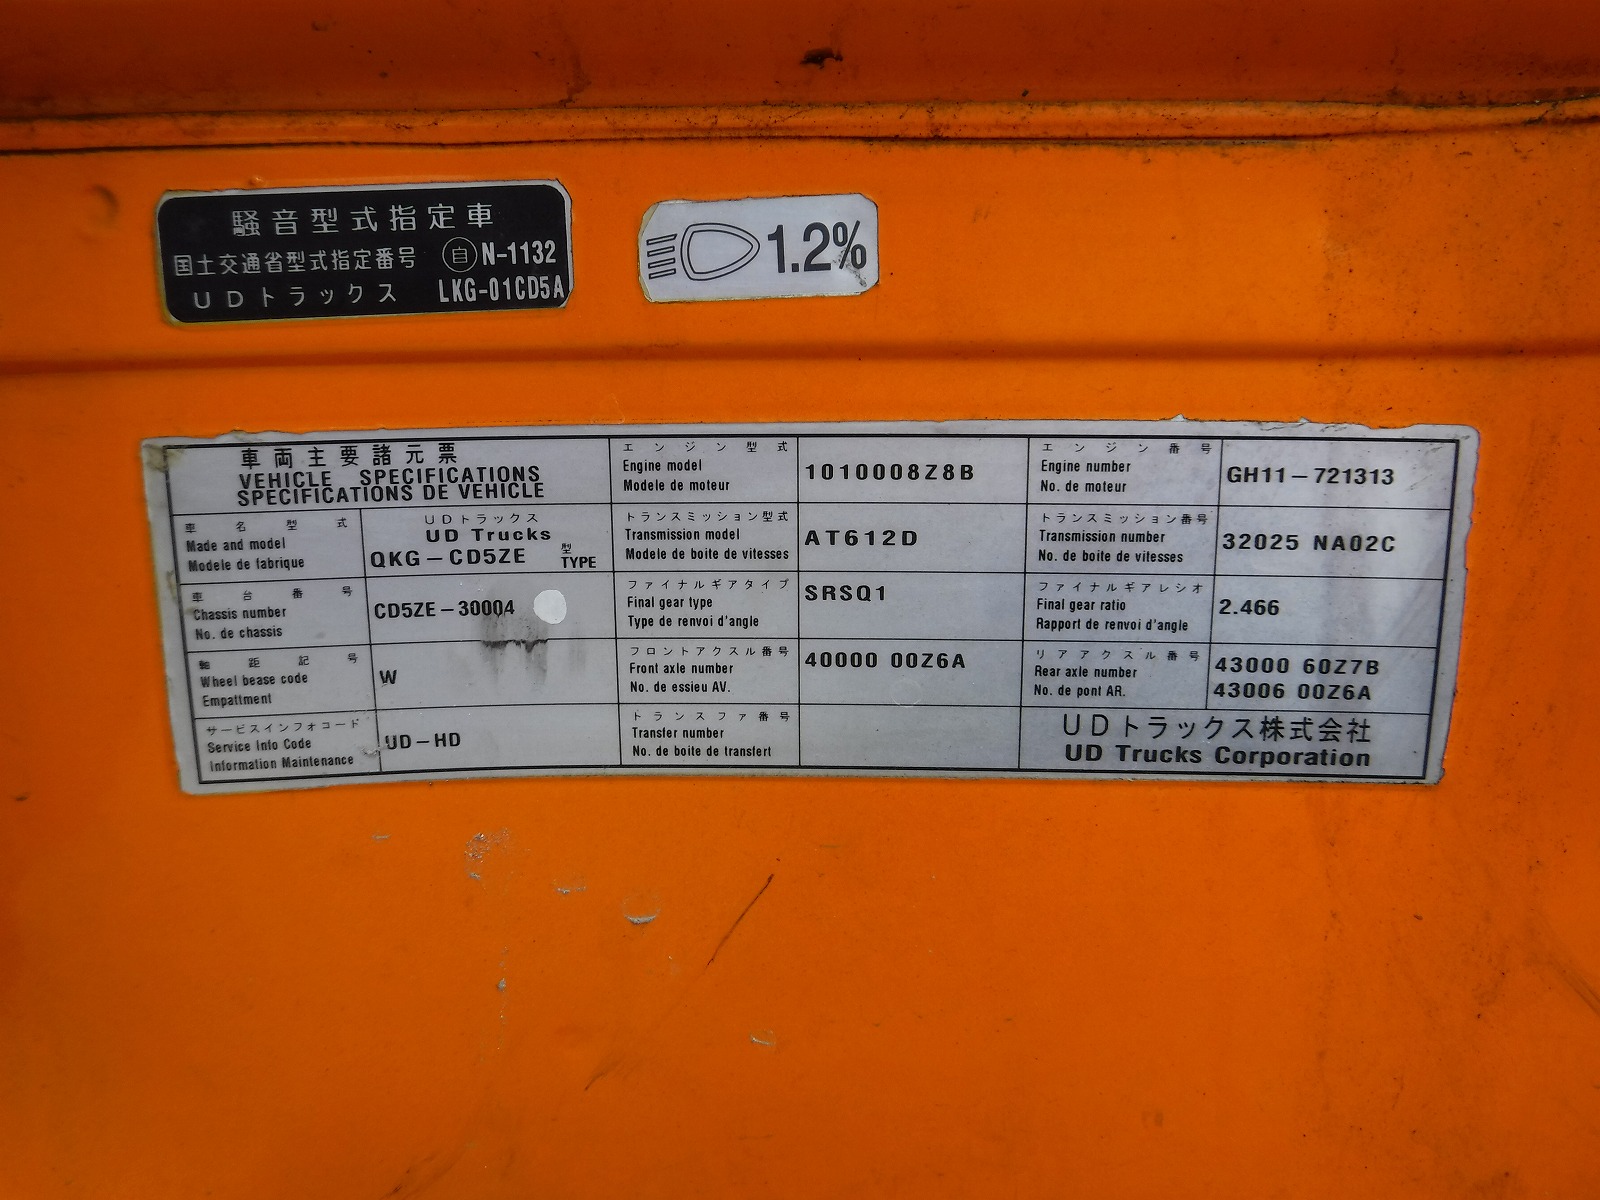 騒音型式指定車
国土交通省型式指定番号 自 N-1132
UDトラックス LKG-01CD5A
1.2%
車両主要諸元票
VEHICLE SPECIFICATIONS
SPECIFICATIONS DE VEHICLE
エンジン型式
Engine model
Modele de moteur
1010008Z8B
エンジン番号
Engine number
No. de moteur
GH11-721313
車名型式
Made and model
Modele de fabrique
UDトラックス
UD Trucks
QKG-CD5ZE 型 TYPE
トランスミッション型式
Transmission model
Modele de boite de vitesses
AT612D
トランスミッション番号
Transmission number
No. de boite de vitesses
32025 NA02C
車台番号
Chassis number
No. de chassis
CD5ZE-30004
ファイナルギアタイプ
Final gear type
Type de renvoi d'angle
SRSQ1
ファイナルギアレシオ
Final gear ratio
Rapport de renvoi d'angle
2.466
軸距記号
Wheel bease code
Empattment
W
フロントアクスル番号
Front axle number
No. de essieu AV.
40000 00Z6A
リアアクスル番号
Rear axle number
No. de pont AR.
43000 60Z7B
43006 00Z6A
サービスインフォコード
Service Info Code
Information Maintenance
UD-HD
トランスファ番号
Transfer number
No. de boite de transfert
UDトラックス株式会社
UD Trucks Corporation